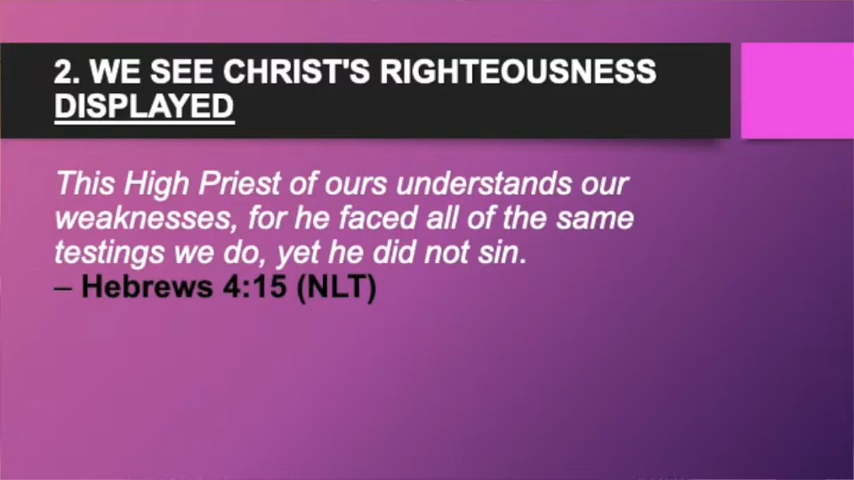 2. WE SEE CHRIST'S RIGHTEOUSNESS
DISPLAYED
This High Priest of ours understands our
weaknesses, for he faced all of the same
testings we do, yet he did not sin.
– Hebrews 4:15 (NLT)